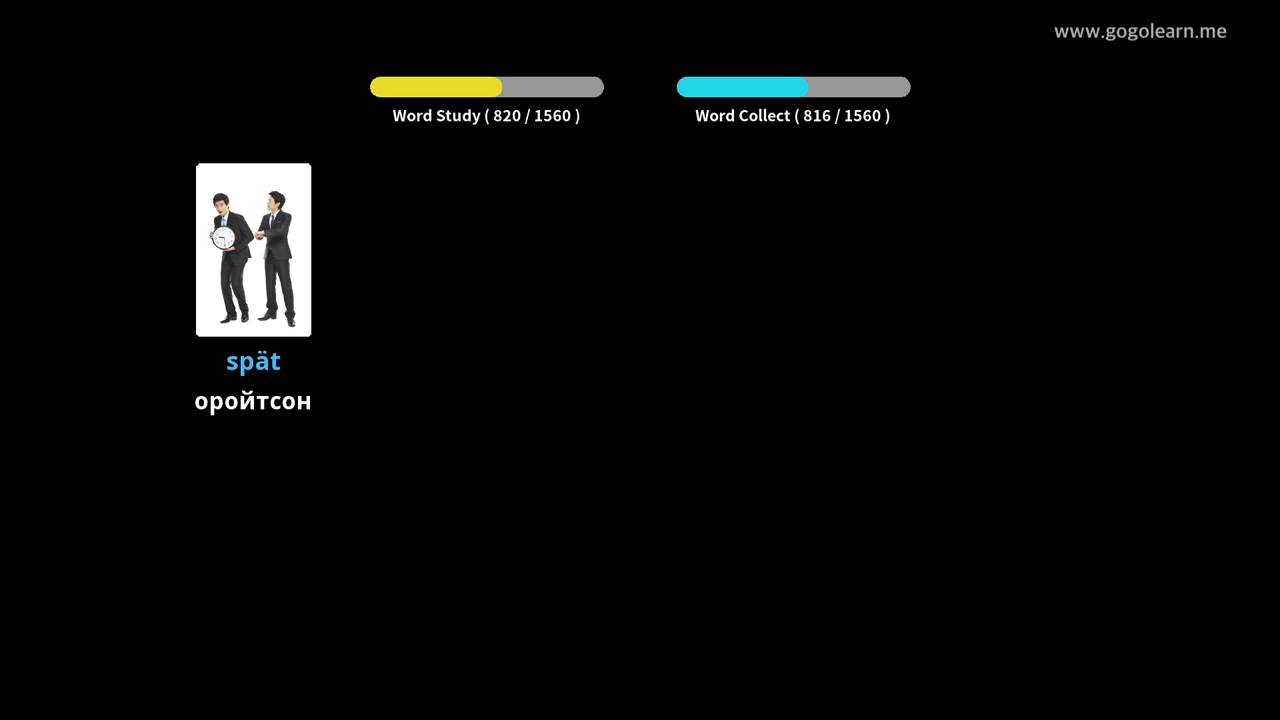 www.gogolearn.me
Word Study ( 820 / 1560 )
Word Collect ( 816 / 1560 )
spät
оройтсон